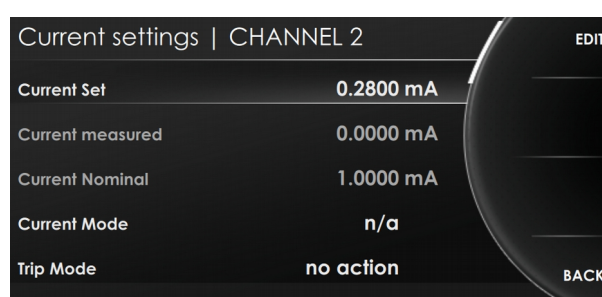 Current settings | CHANNEL 2
EDIT
Current Set 0.2800 mA
Current measured 0.0000 mA
Current Nominal 1.0000 mA
Current Mode n/a
Trip Mode no action
BACK